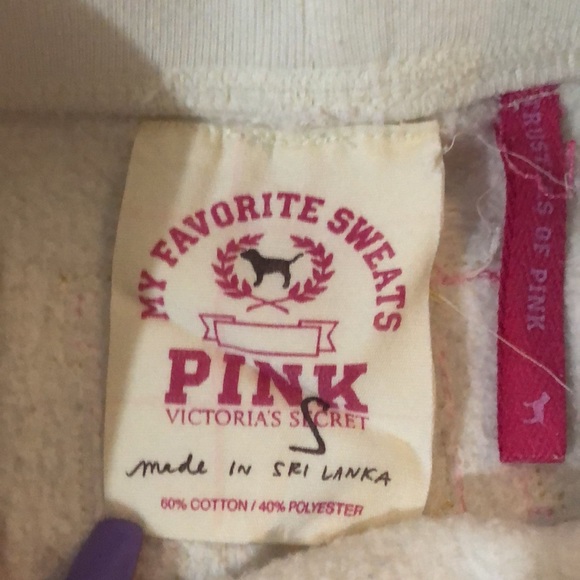 MY FAVORITE SWEATS
PINK
VICTORIA'S SECRET
S
made IN SRI LANKA
60% COTTON / 40% POLYESTER
OF PINK